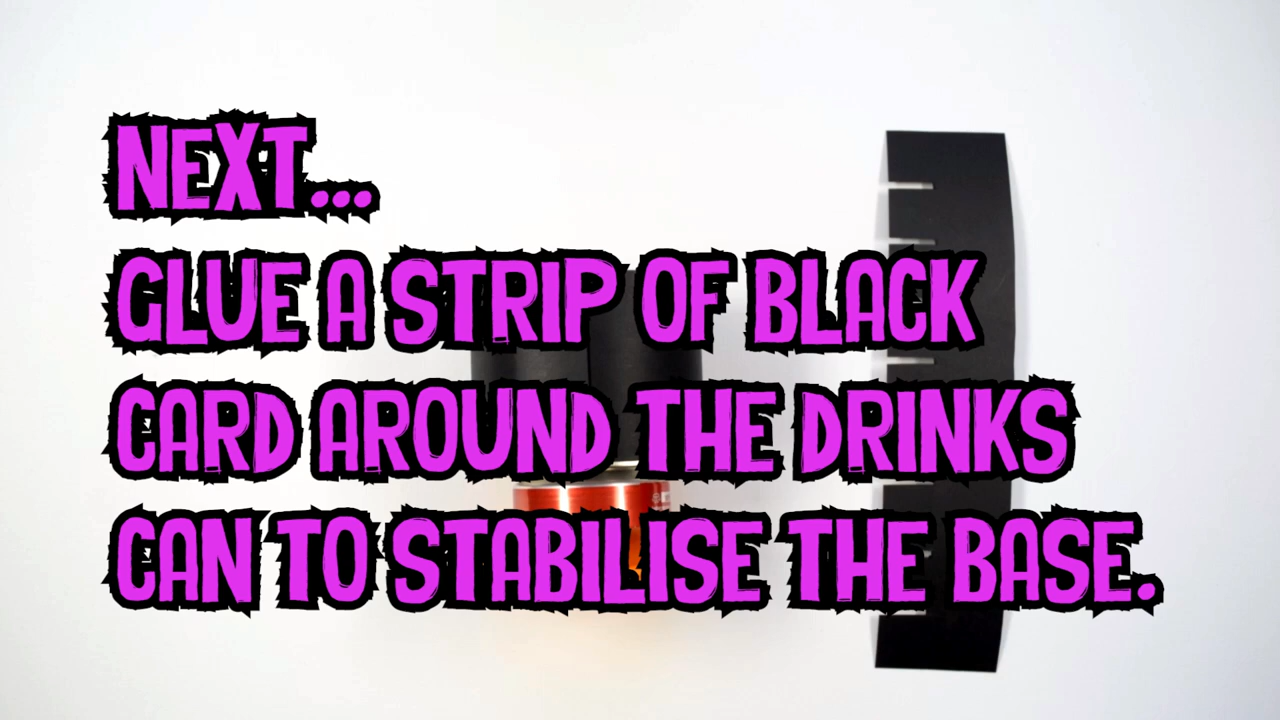 NEXT...
GLUE A STRIP OF BLACK
CARD AROUND THE DRINKS
CAN TO STABILISE THE BASE.